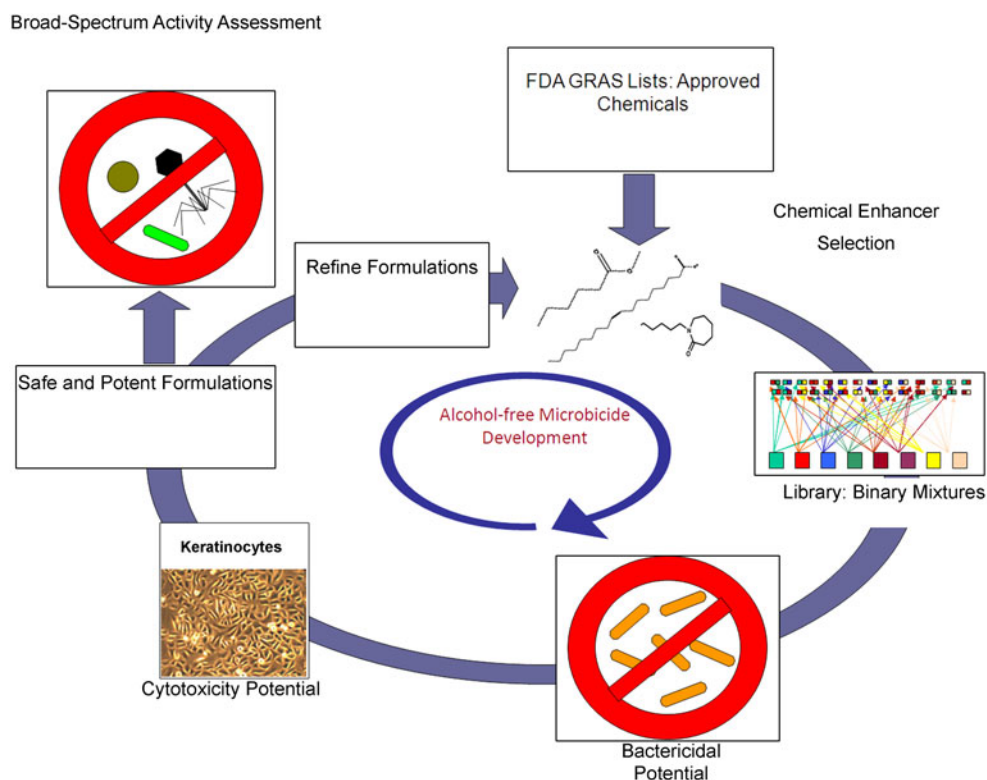 Broad-Spectrum Activity Assessment
FDA GRAS Lists: Approved
Chemicals
Chemical Enhancer
Selection
Refine Formulations
Safe and Potent Formulations
Alcohol-free Microbicide
Development
Library: Binary Mixtures
Keratinocytes
Cytotoxicity Potential
Bactericidal
Potential
O
O
N
O